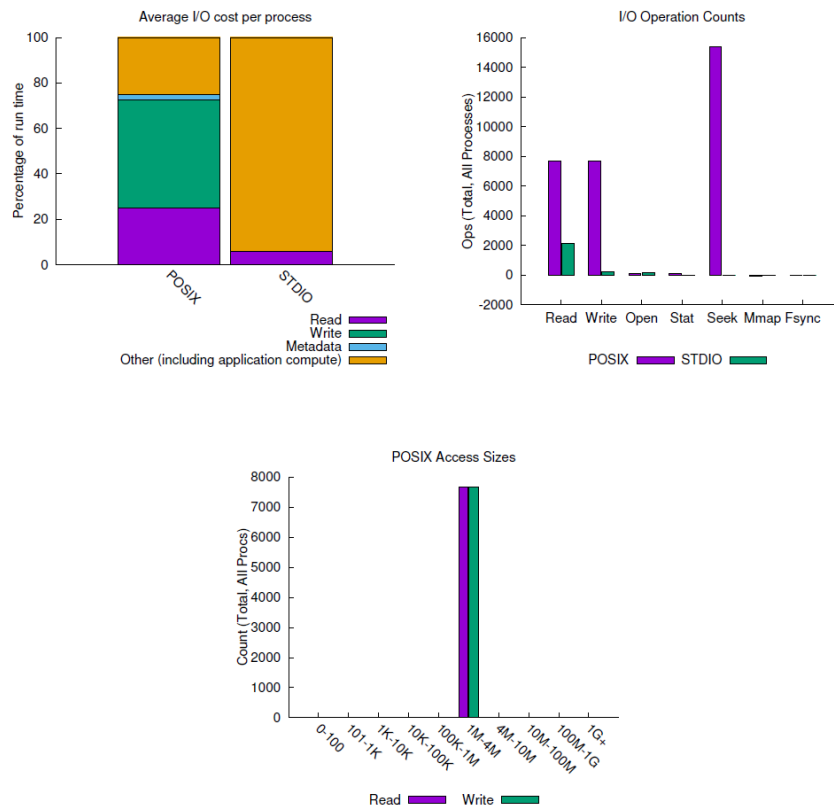 Average I/O cost per process
100
80
60
40
20
0
Percentage of run time
POSIX
STDIO
Read
Write
Metadata
Other (including application compute)
I/O Operation Counts
16000
14000
12000
10000
8000
6000
4000
2000
0
-2000
Ops (Total, All Processes)
Read Write Open Stat Seek Mmap Fsync
POSIX STDIO
POSIX Access Sizes
8000
7000
6000
5000
4000
3000
2000
1000
0
Count (Total, All Procs)
0-100
101-1K
1K-10K
10K-100K
100K-1M
1M-4M
4M-10M
10M-100M
100M-1G
1G+
Read Write